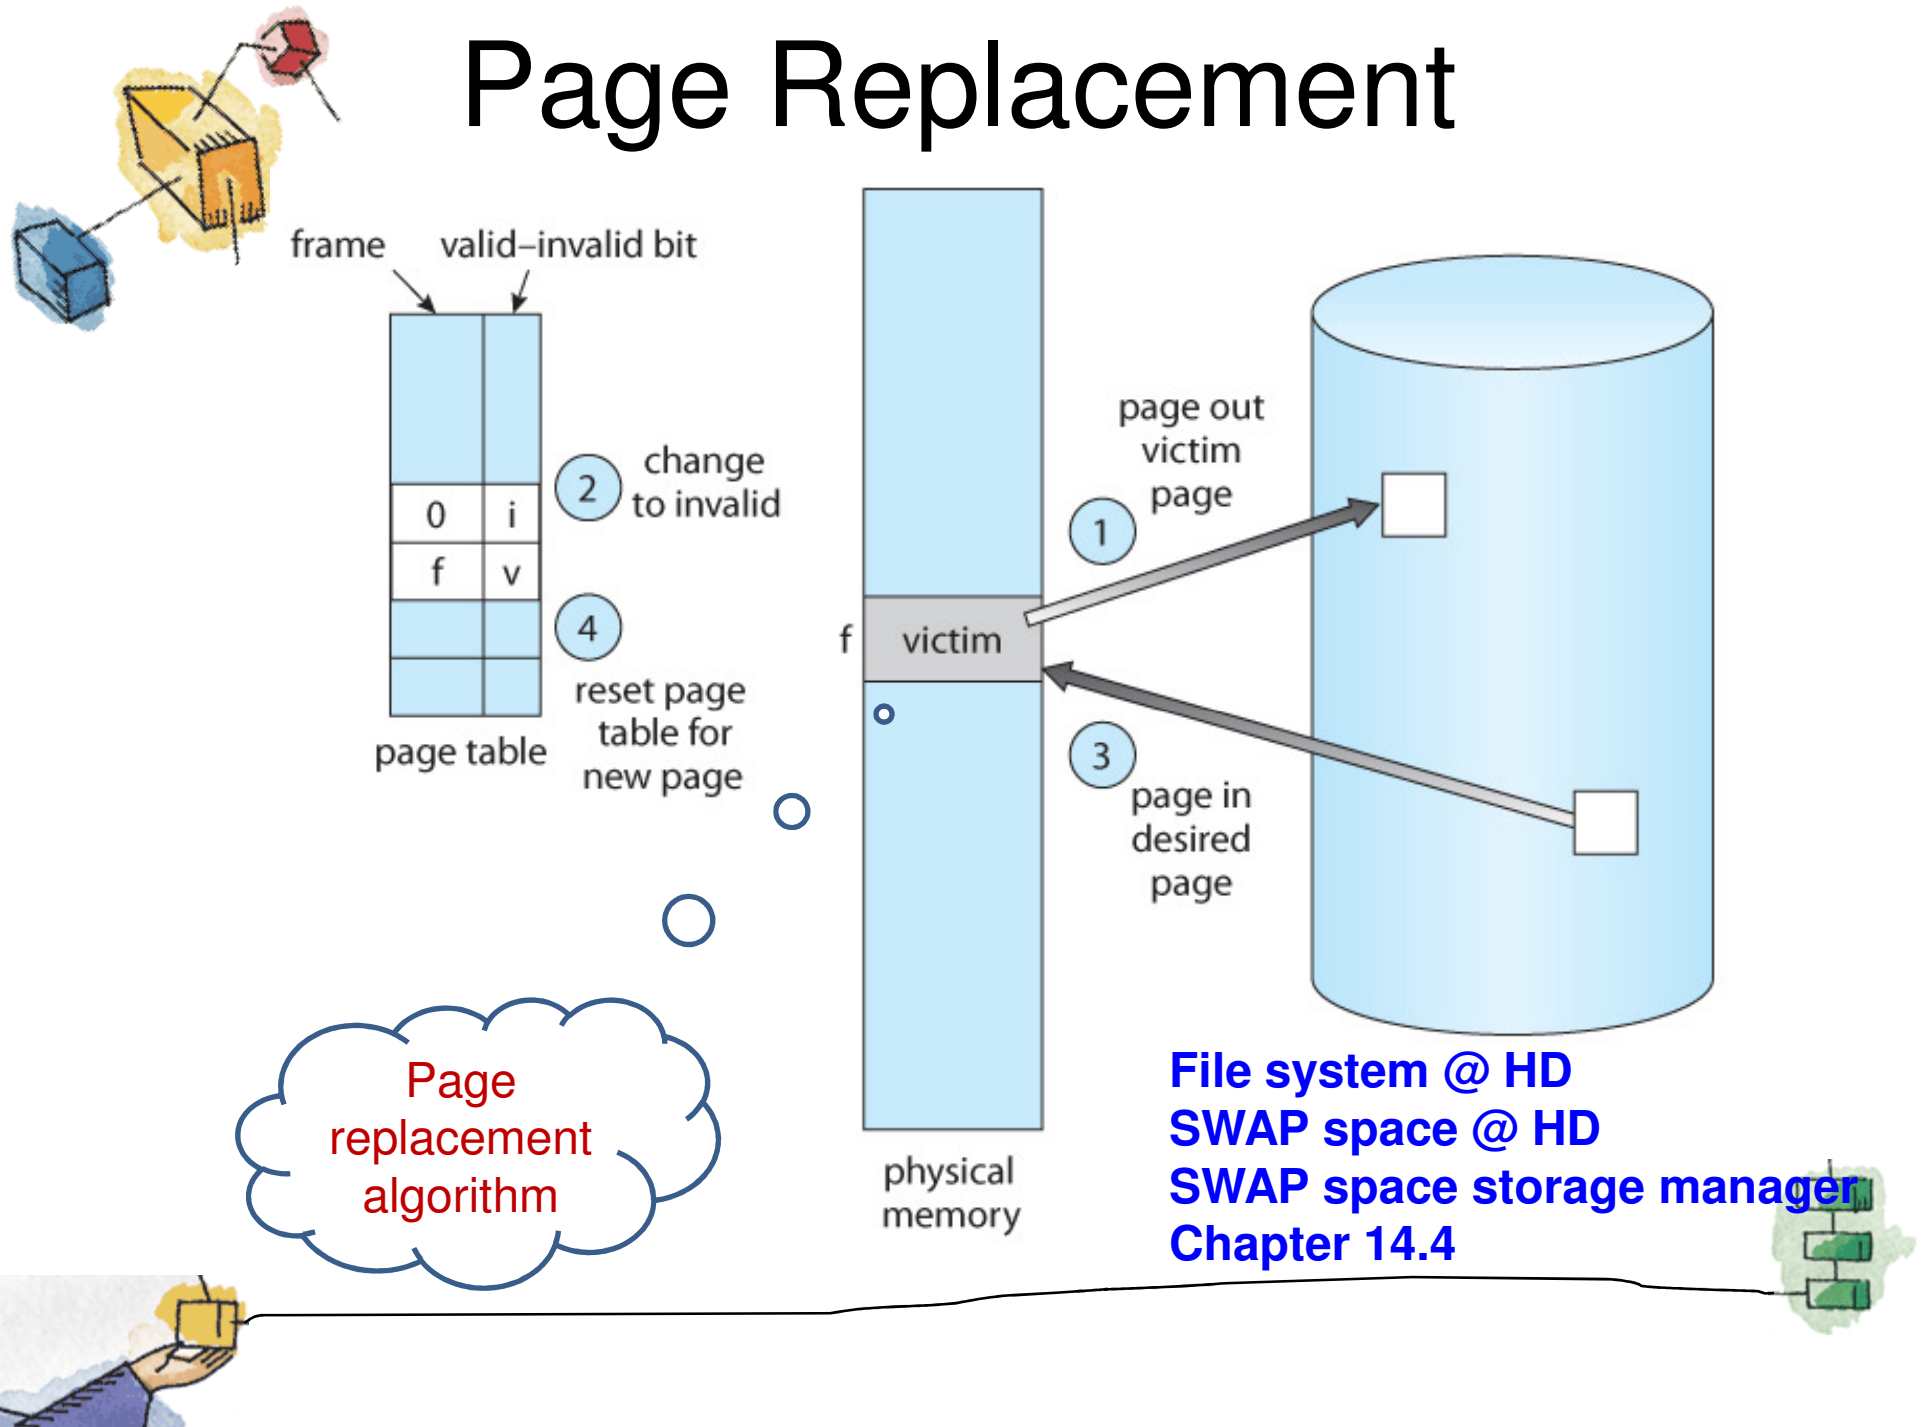 Page Replacement
frame
valid–invalid bit
0
i
f
v
2
change
to invalid
4
reset page
table for
new page
page table
f
victim
physical
memory
1
page out
victim
page
3
page in
desired
page
Page
replacement
algorithm
File system @ HD
SWAP space @ HD
SWAP space storage manager
Chapter 14.4